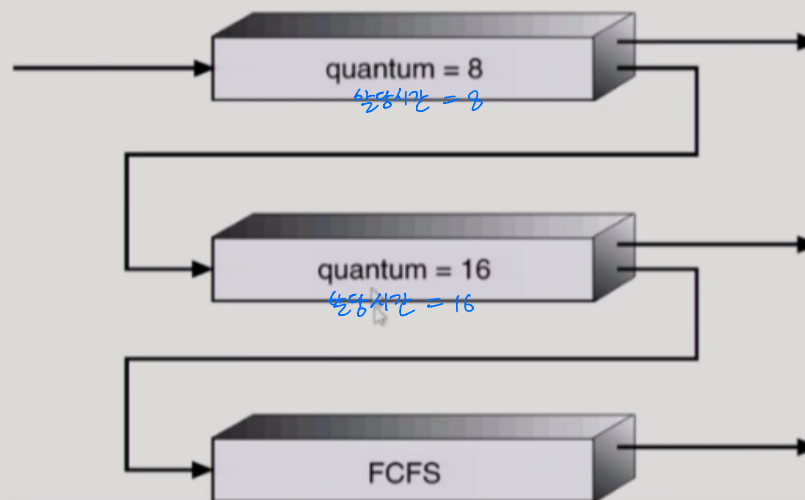 quantum = 8
할당시간 = 8
quantum = 16
할당시간 = 16
FCFS